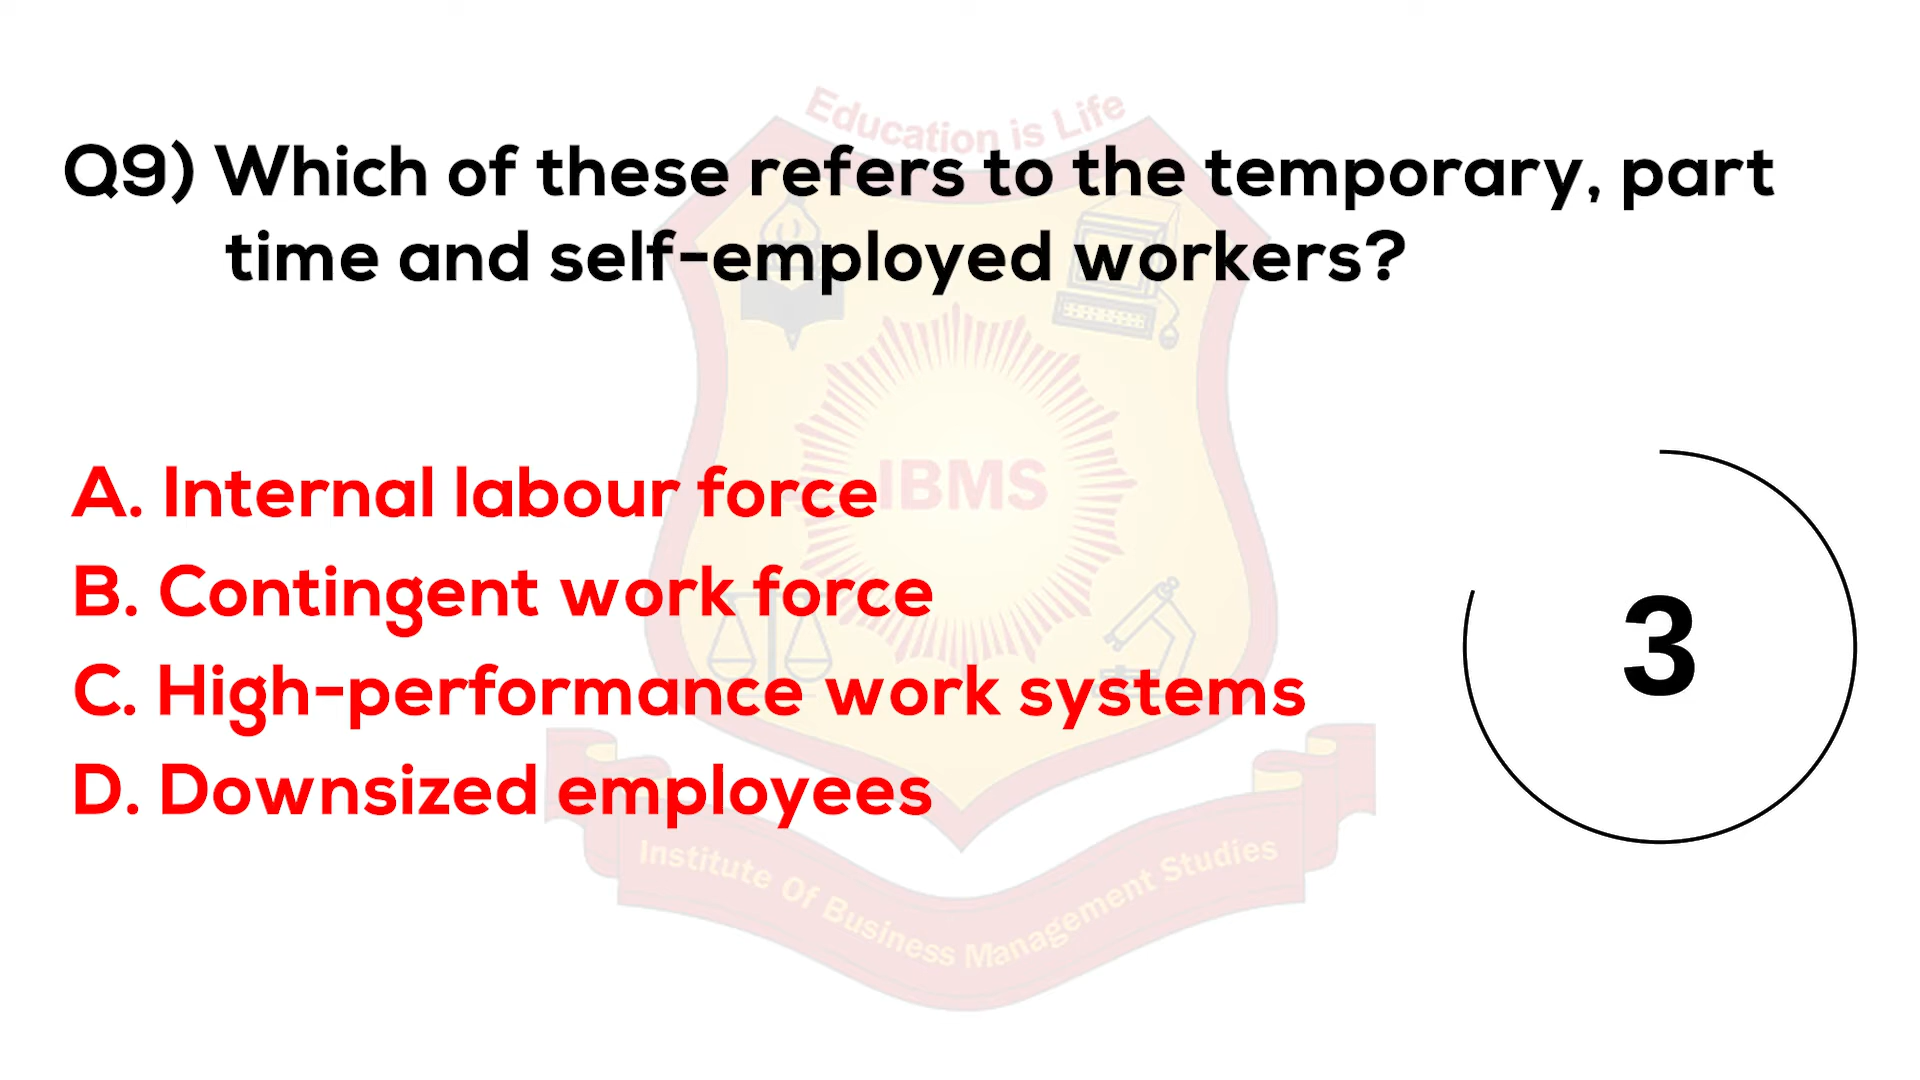 Education is Life
Q9) Which of these refers to the temporary, part
time and self-employed workers?
IBMS
A. Internal labour force
B. Contingent work force
C. High-performance work systems
D. Downsized employees
3
Institute Of Business Management Studies